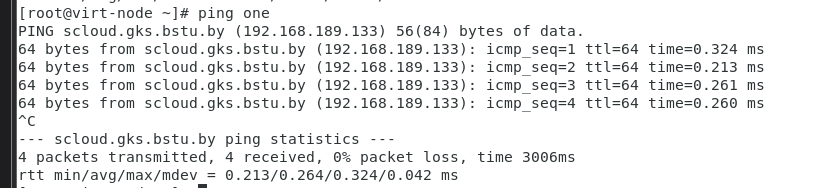 [root@virt-node ~]# ping one
PING scloud.gks.bstu.by (192.168.189.133) 56(84) bytes of data.
64 bytes from scloud.gks.bstu.by (192.168.189.133): icmp_seq=1 ttl=64 time=0.324 ms
64 bytes from scloud.gks.bstu.by (192.168.189.133): icmp_seq=2 ttl=64 time=0.213 ms
64 bytes from scloud.gks.bstu.by (192.168.189.133): icmp_seq=3 ttl=64 time=0.261 ms
64 bytes from scloud.gks.bstu.by (192.168.189.133): icmp_seq=4 ttl=64 time=0.260 ms
^C
--- scloud.gks.bstu.by ping statistics ---
4 packets transmitted, 4 received, 0% packet loss, time 3006ms
rtt min/avg/max/mdev = 0.213/0.264/0.324/0.042 ms